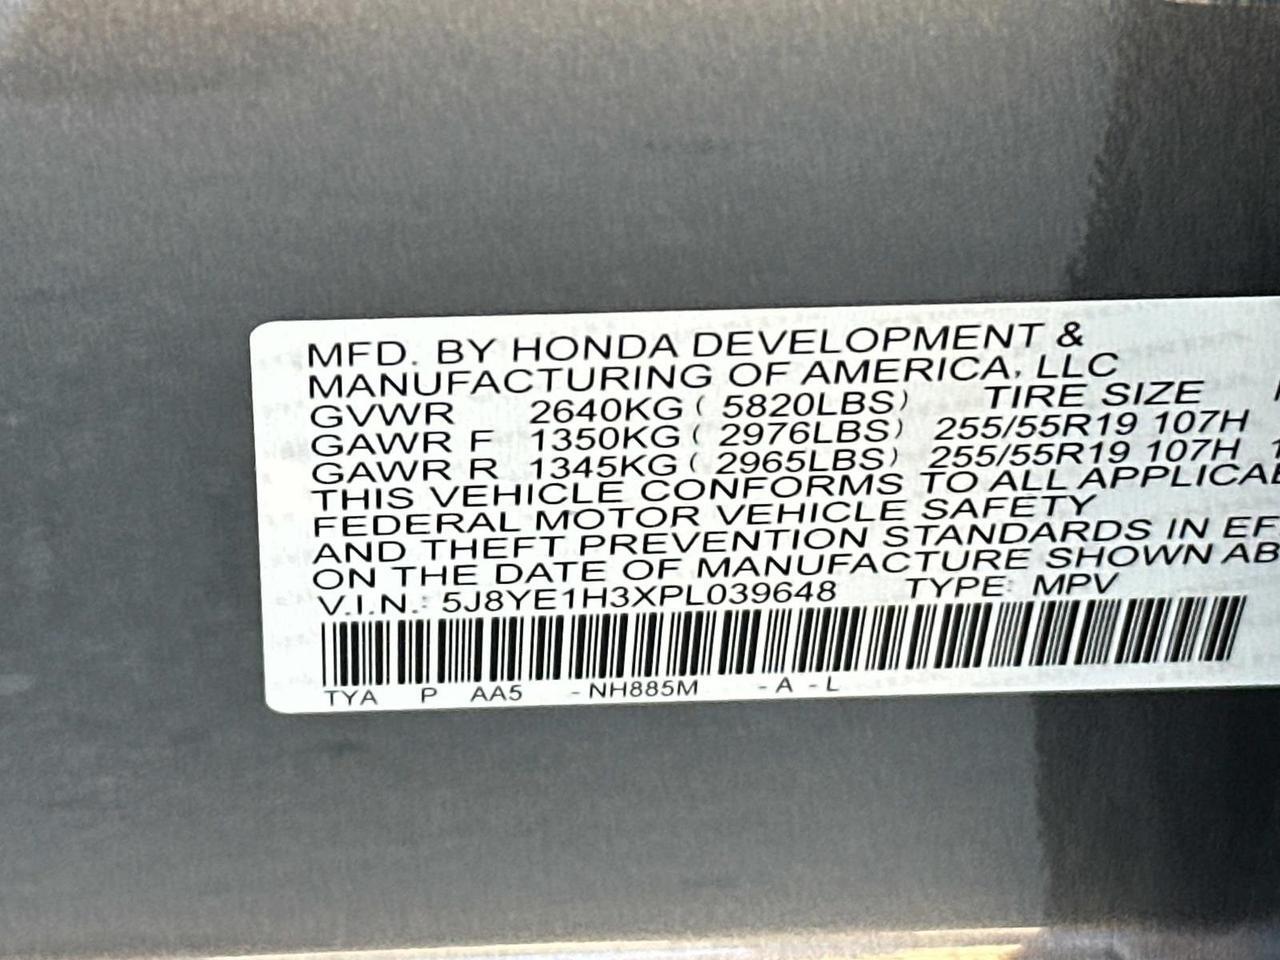 MFD. BY HONDA DEVELOPMENT &
MANUFACTURING OF AMERICA, LLC
GVWR 2640KG ( 5820LBS) TIRE SIZE
GAWR F 1350KG ( 2976LBS) 255/55R19 107H
GAWR R 1345KG ( 2965LBS) 255/55R19 107H 1
THIS VEHICLE CONFORMS TO ALL APPLICAB
FEDERAL MOTOR VEHICLE SAFETY
AND THEFT PREVENTION STANDARDS IN EF
ON THE DATE OF MANUFACTURE SHOWN AB
V.I.N.: 5J8YE1H3XPL039648 TYPE: MPV
TYA P AA5 - NH885M - A - L